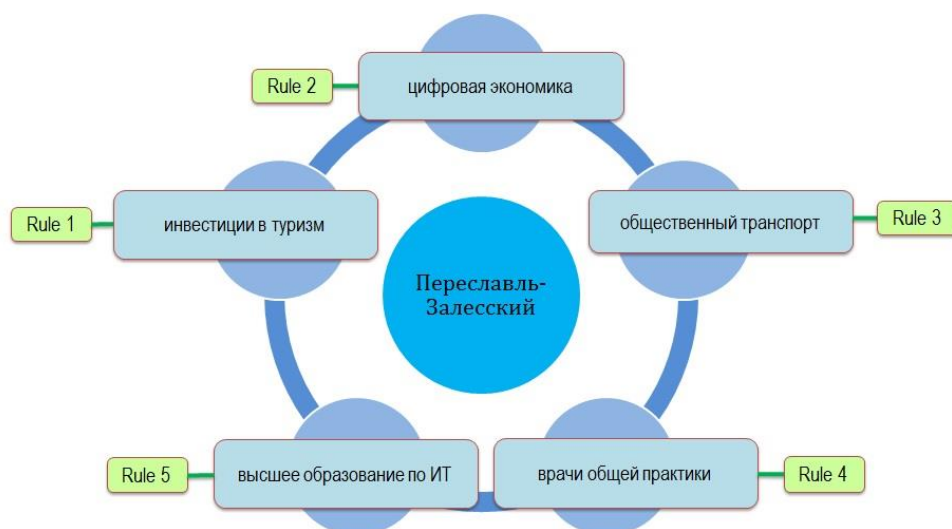 Rule 2
цифровая экономика
Rule 1
инвестиции в туризм
общественный транспорт
Rule 3
Переславль-
Залесский
Rule 5
высшее образование по ИТ
врачи общей практики
Rule 4